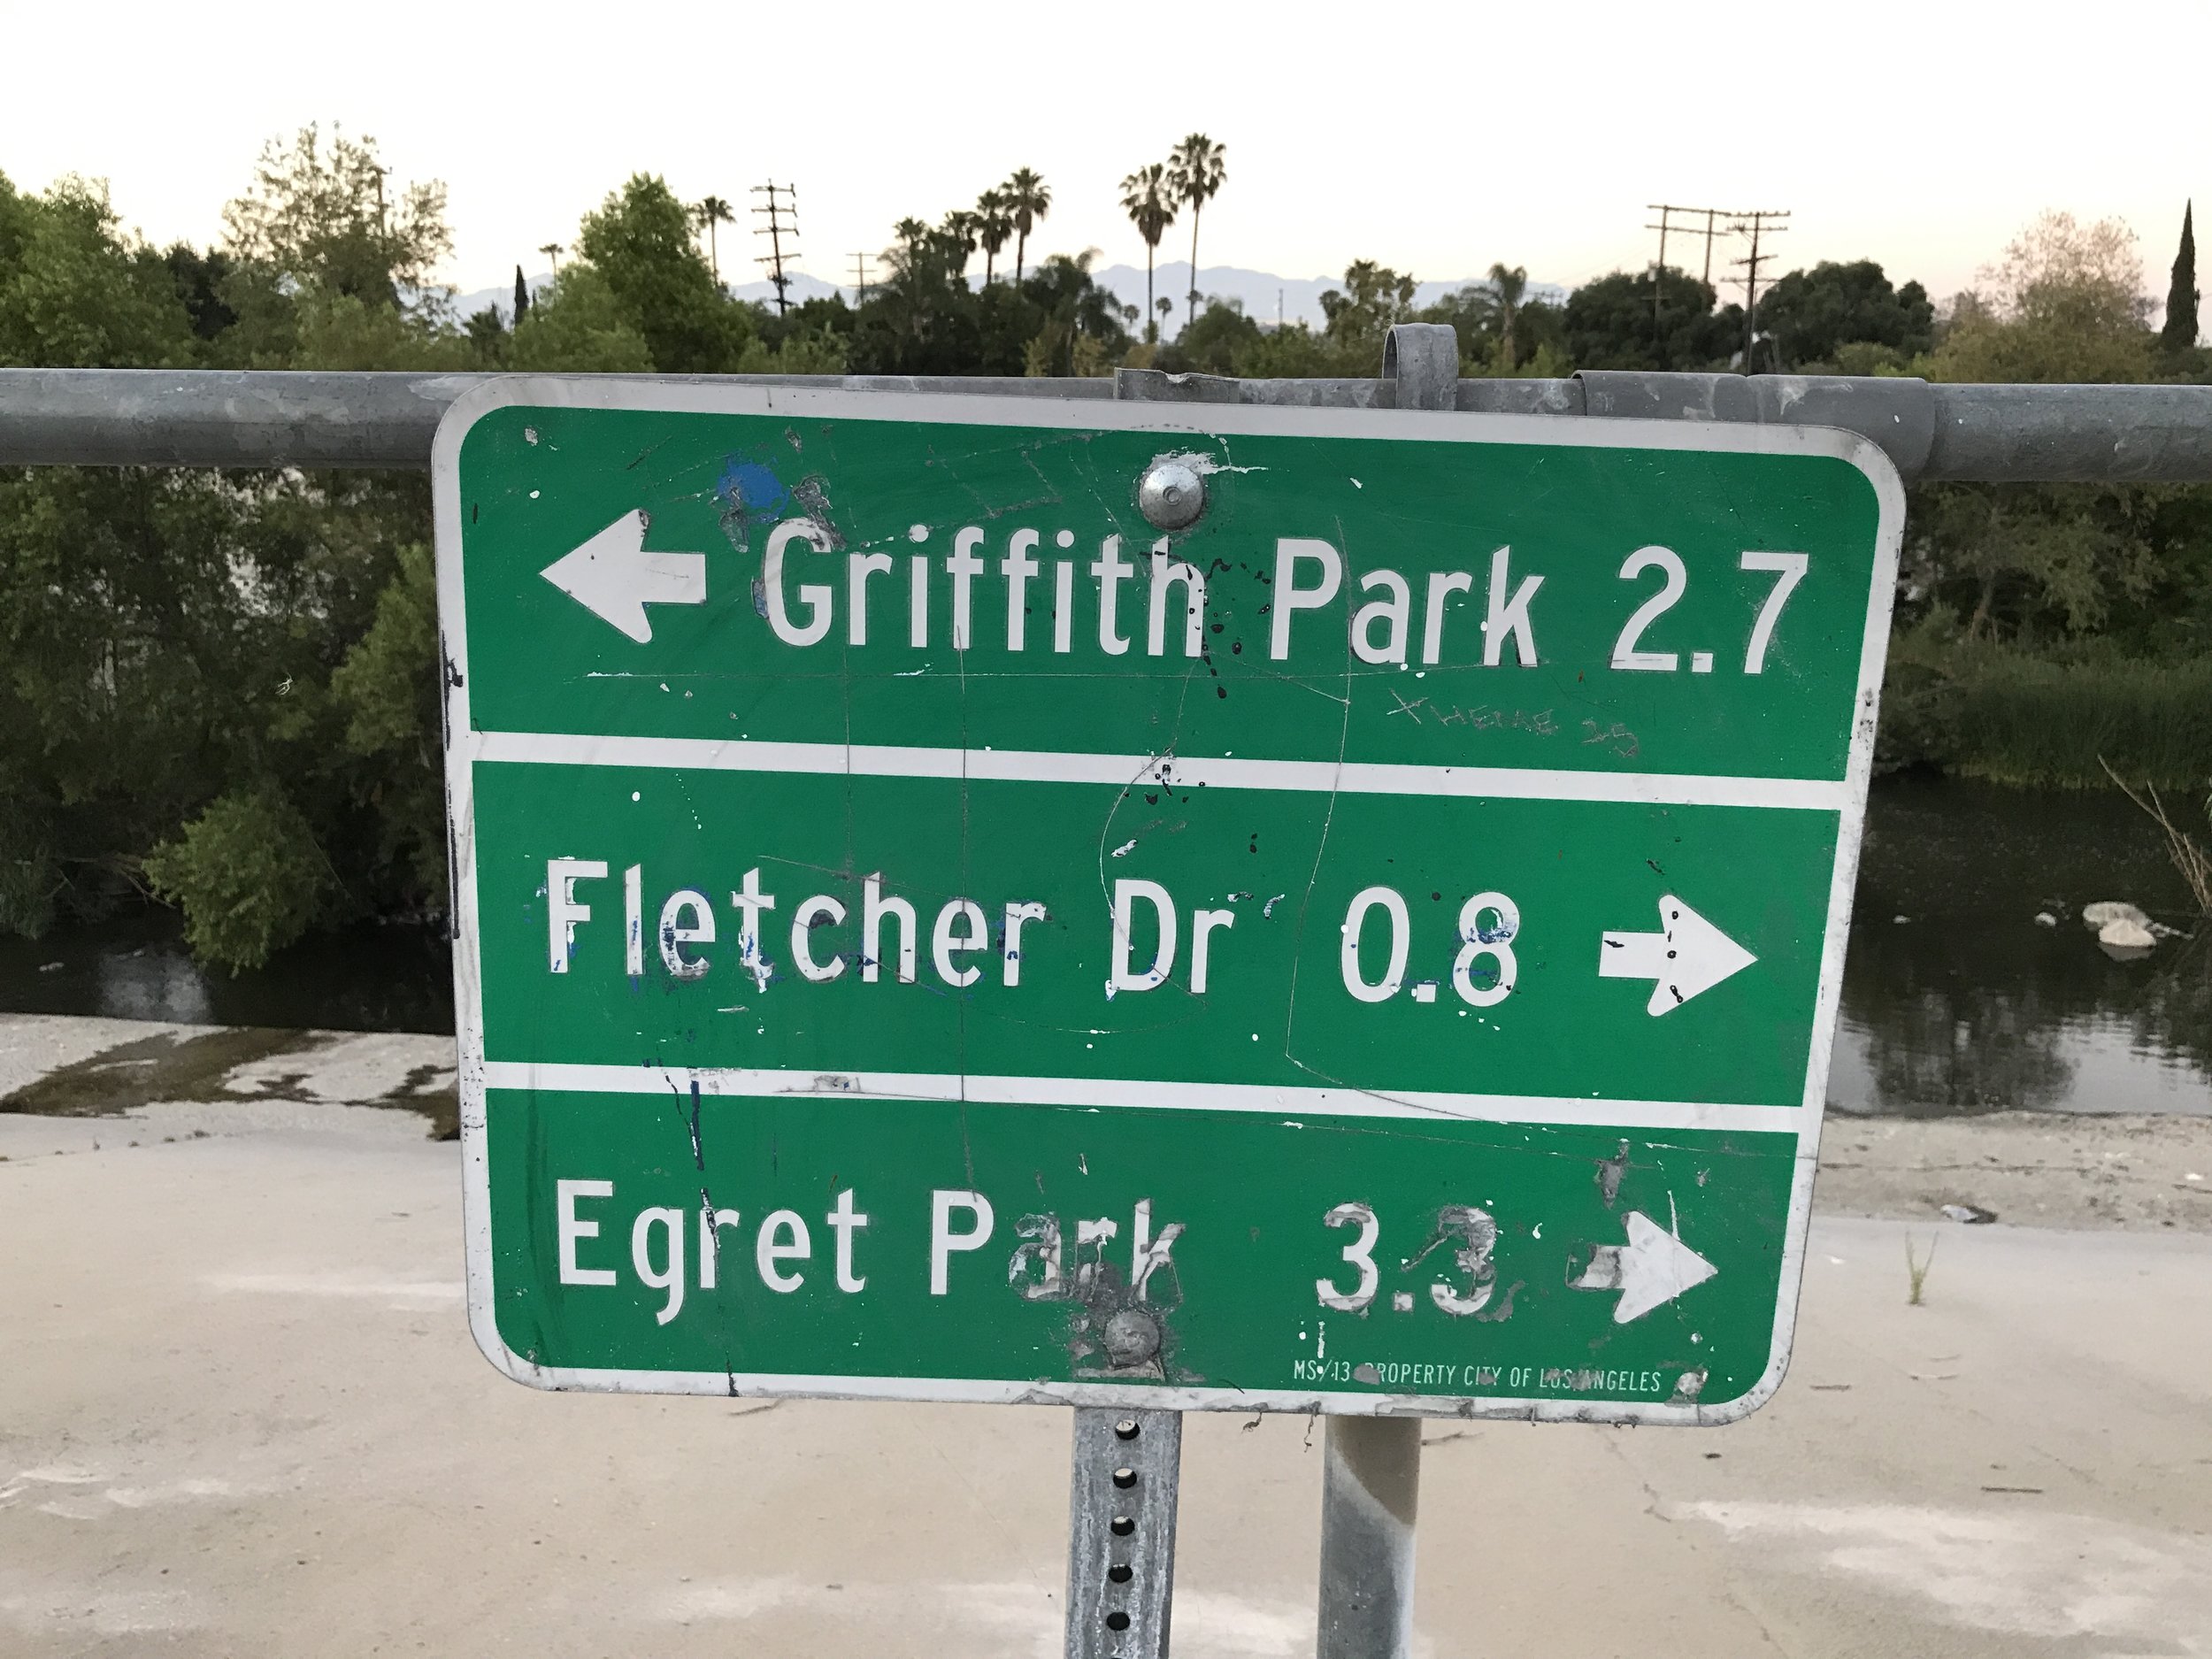 ← Griffith Park 2.7
Fletcher Dr 0.8 →
Egret Park 3.3 →
MS/13 PROPERTY CITY OF LOS ANGELES